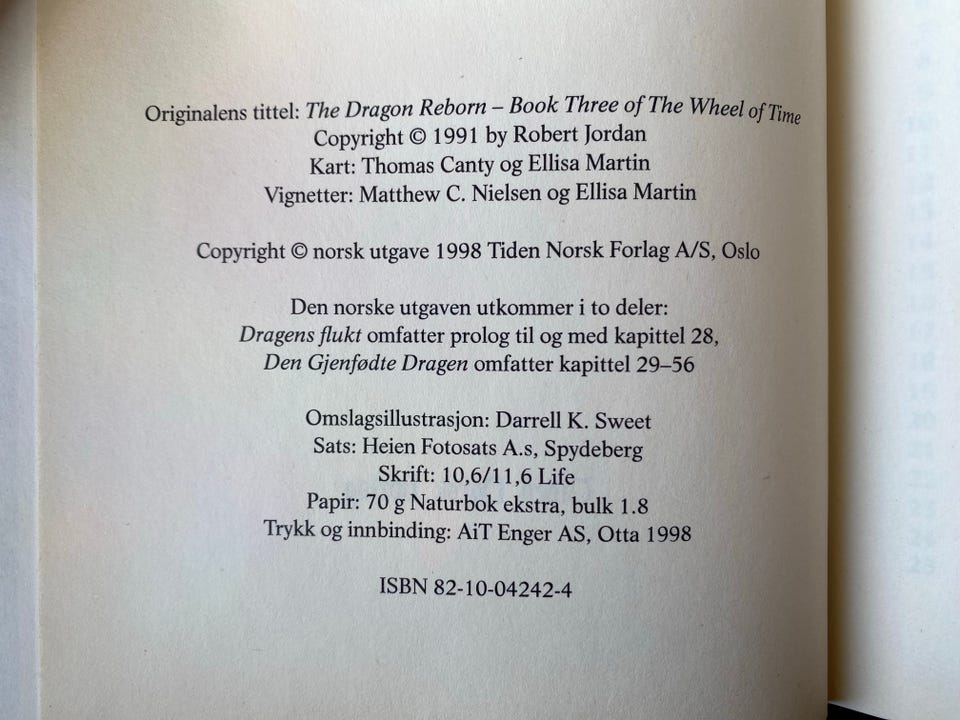 Originalens tittel: The Dragon Reborn – Book Three of The Wheel of Time
Copyright © 1991 by Robert Jordan
Kart: Thomas Canty og Ellisa Martin
Vignetter: Matthew C. Nielsen og Ellisa Martin
Copyright © norsk utgave 1998 Tiden Norsk Forlag A/S, Oslo
Den norske utgaven utkommer i to deler:
Dragens flukt omfatter prolog til og med kapittel 28,
Den Gjenfødte Dragen omfatter kapittel 29–56
Omslagsillustrasjon: Darrell K. Sweet
Sats: Heien Fotosats A.s, Spydeberg
Skrift: 10,6/11,6 Life
Papir: 70 g Naturbok ekstra, bulk 1.8
Trykk og innbinding: AiT Enger AS, Otta 1998
ISBN 82-10-04242-4